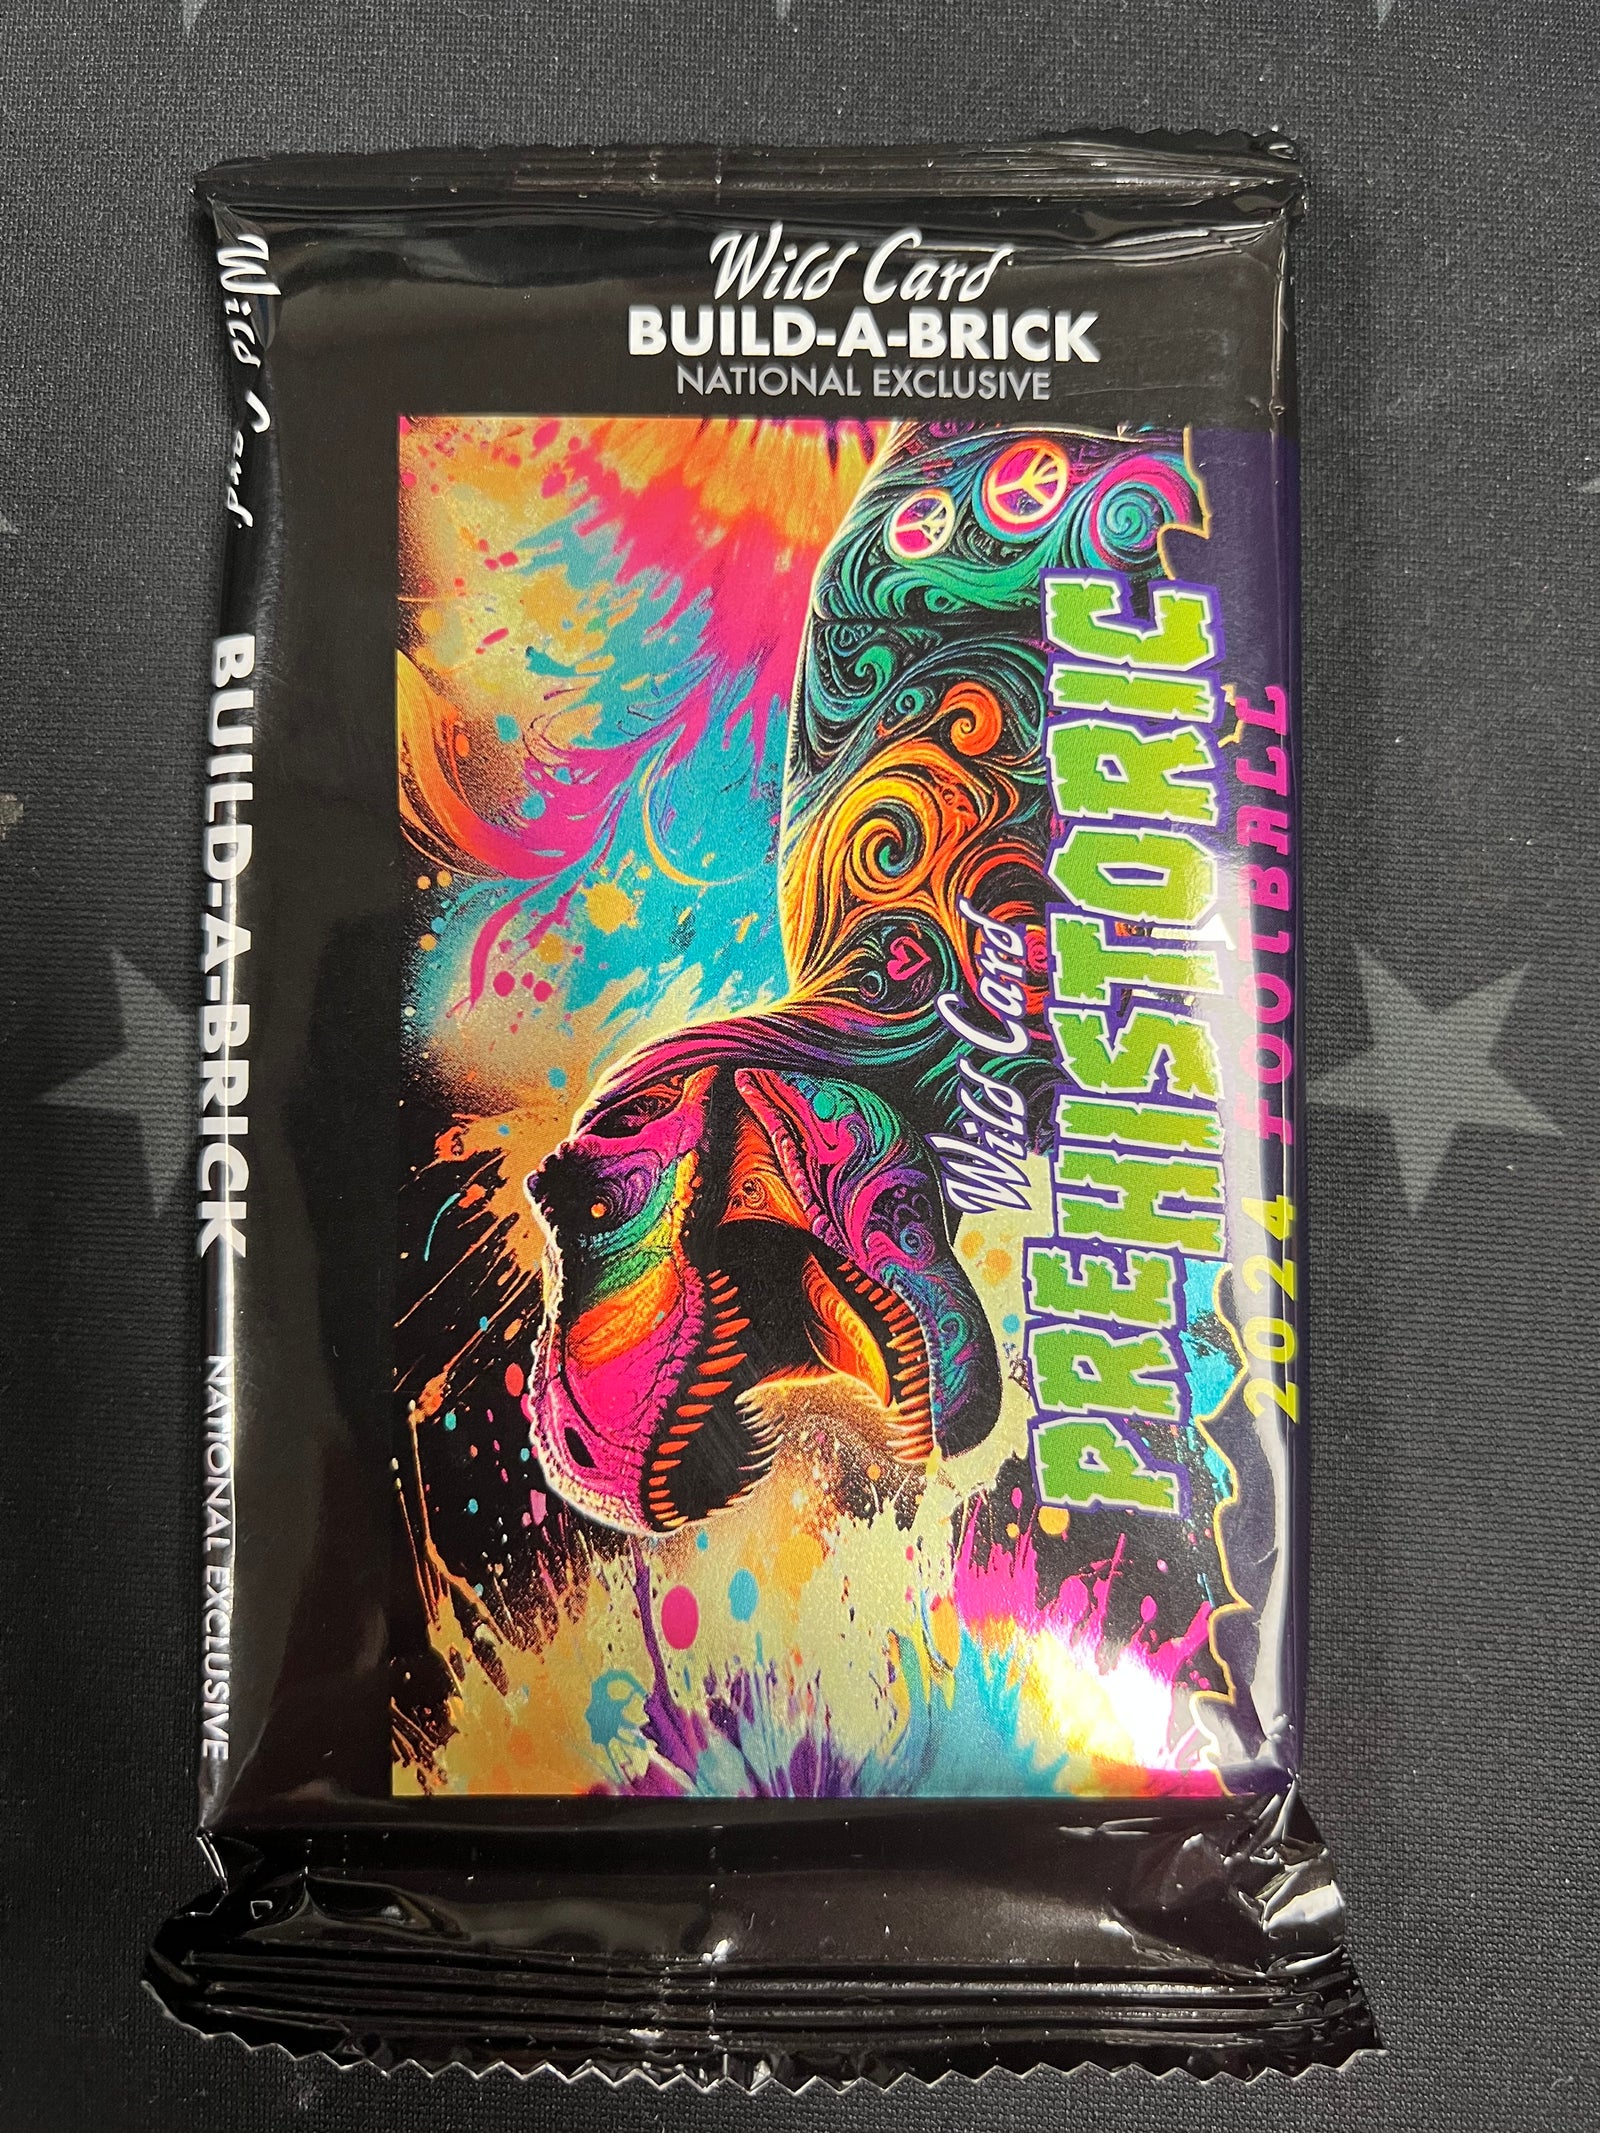 Wild Card
BUILD-A-BRICK
NATIONAL EXCLUSIVE
Wild Card
PREHISTORIC
2024 FOOTBALL
Wild Card BUILD-A-BRICK NATIONAL EXCLUSIVE